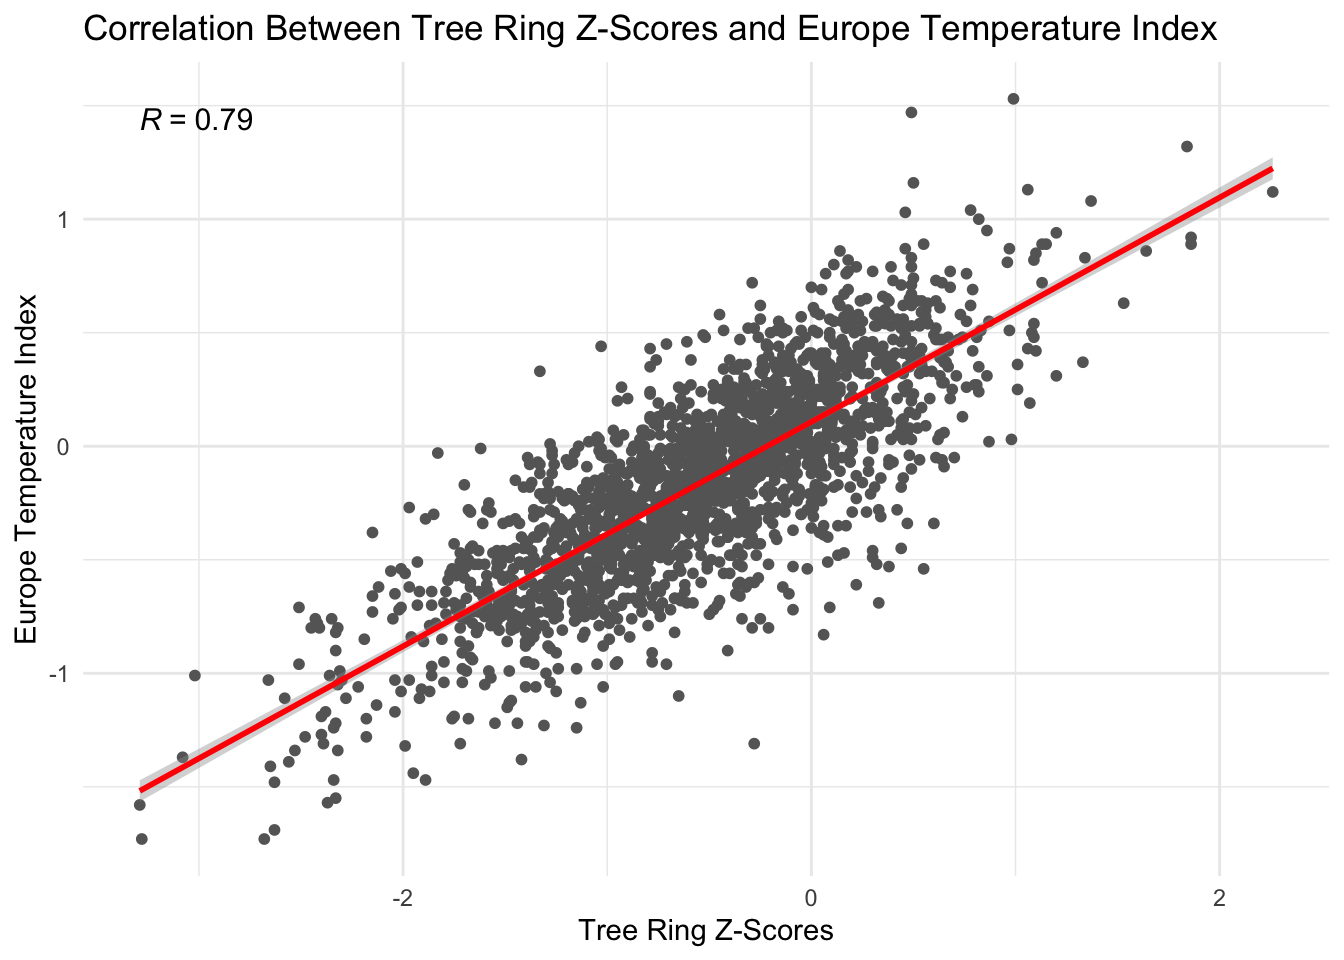 Correlation Between Tree Ring Z-Scores and Europe Temperature Index
R = 0.79
Europe Temperature Index
1
0
-1
-2
0
2
Tree Ring Z-Scores